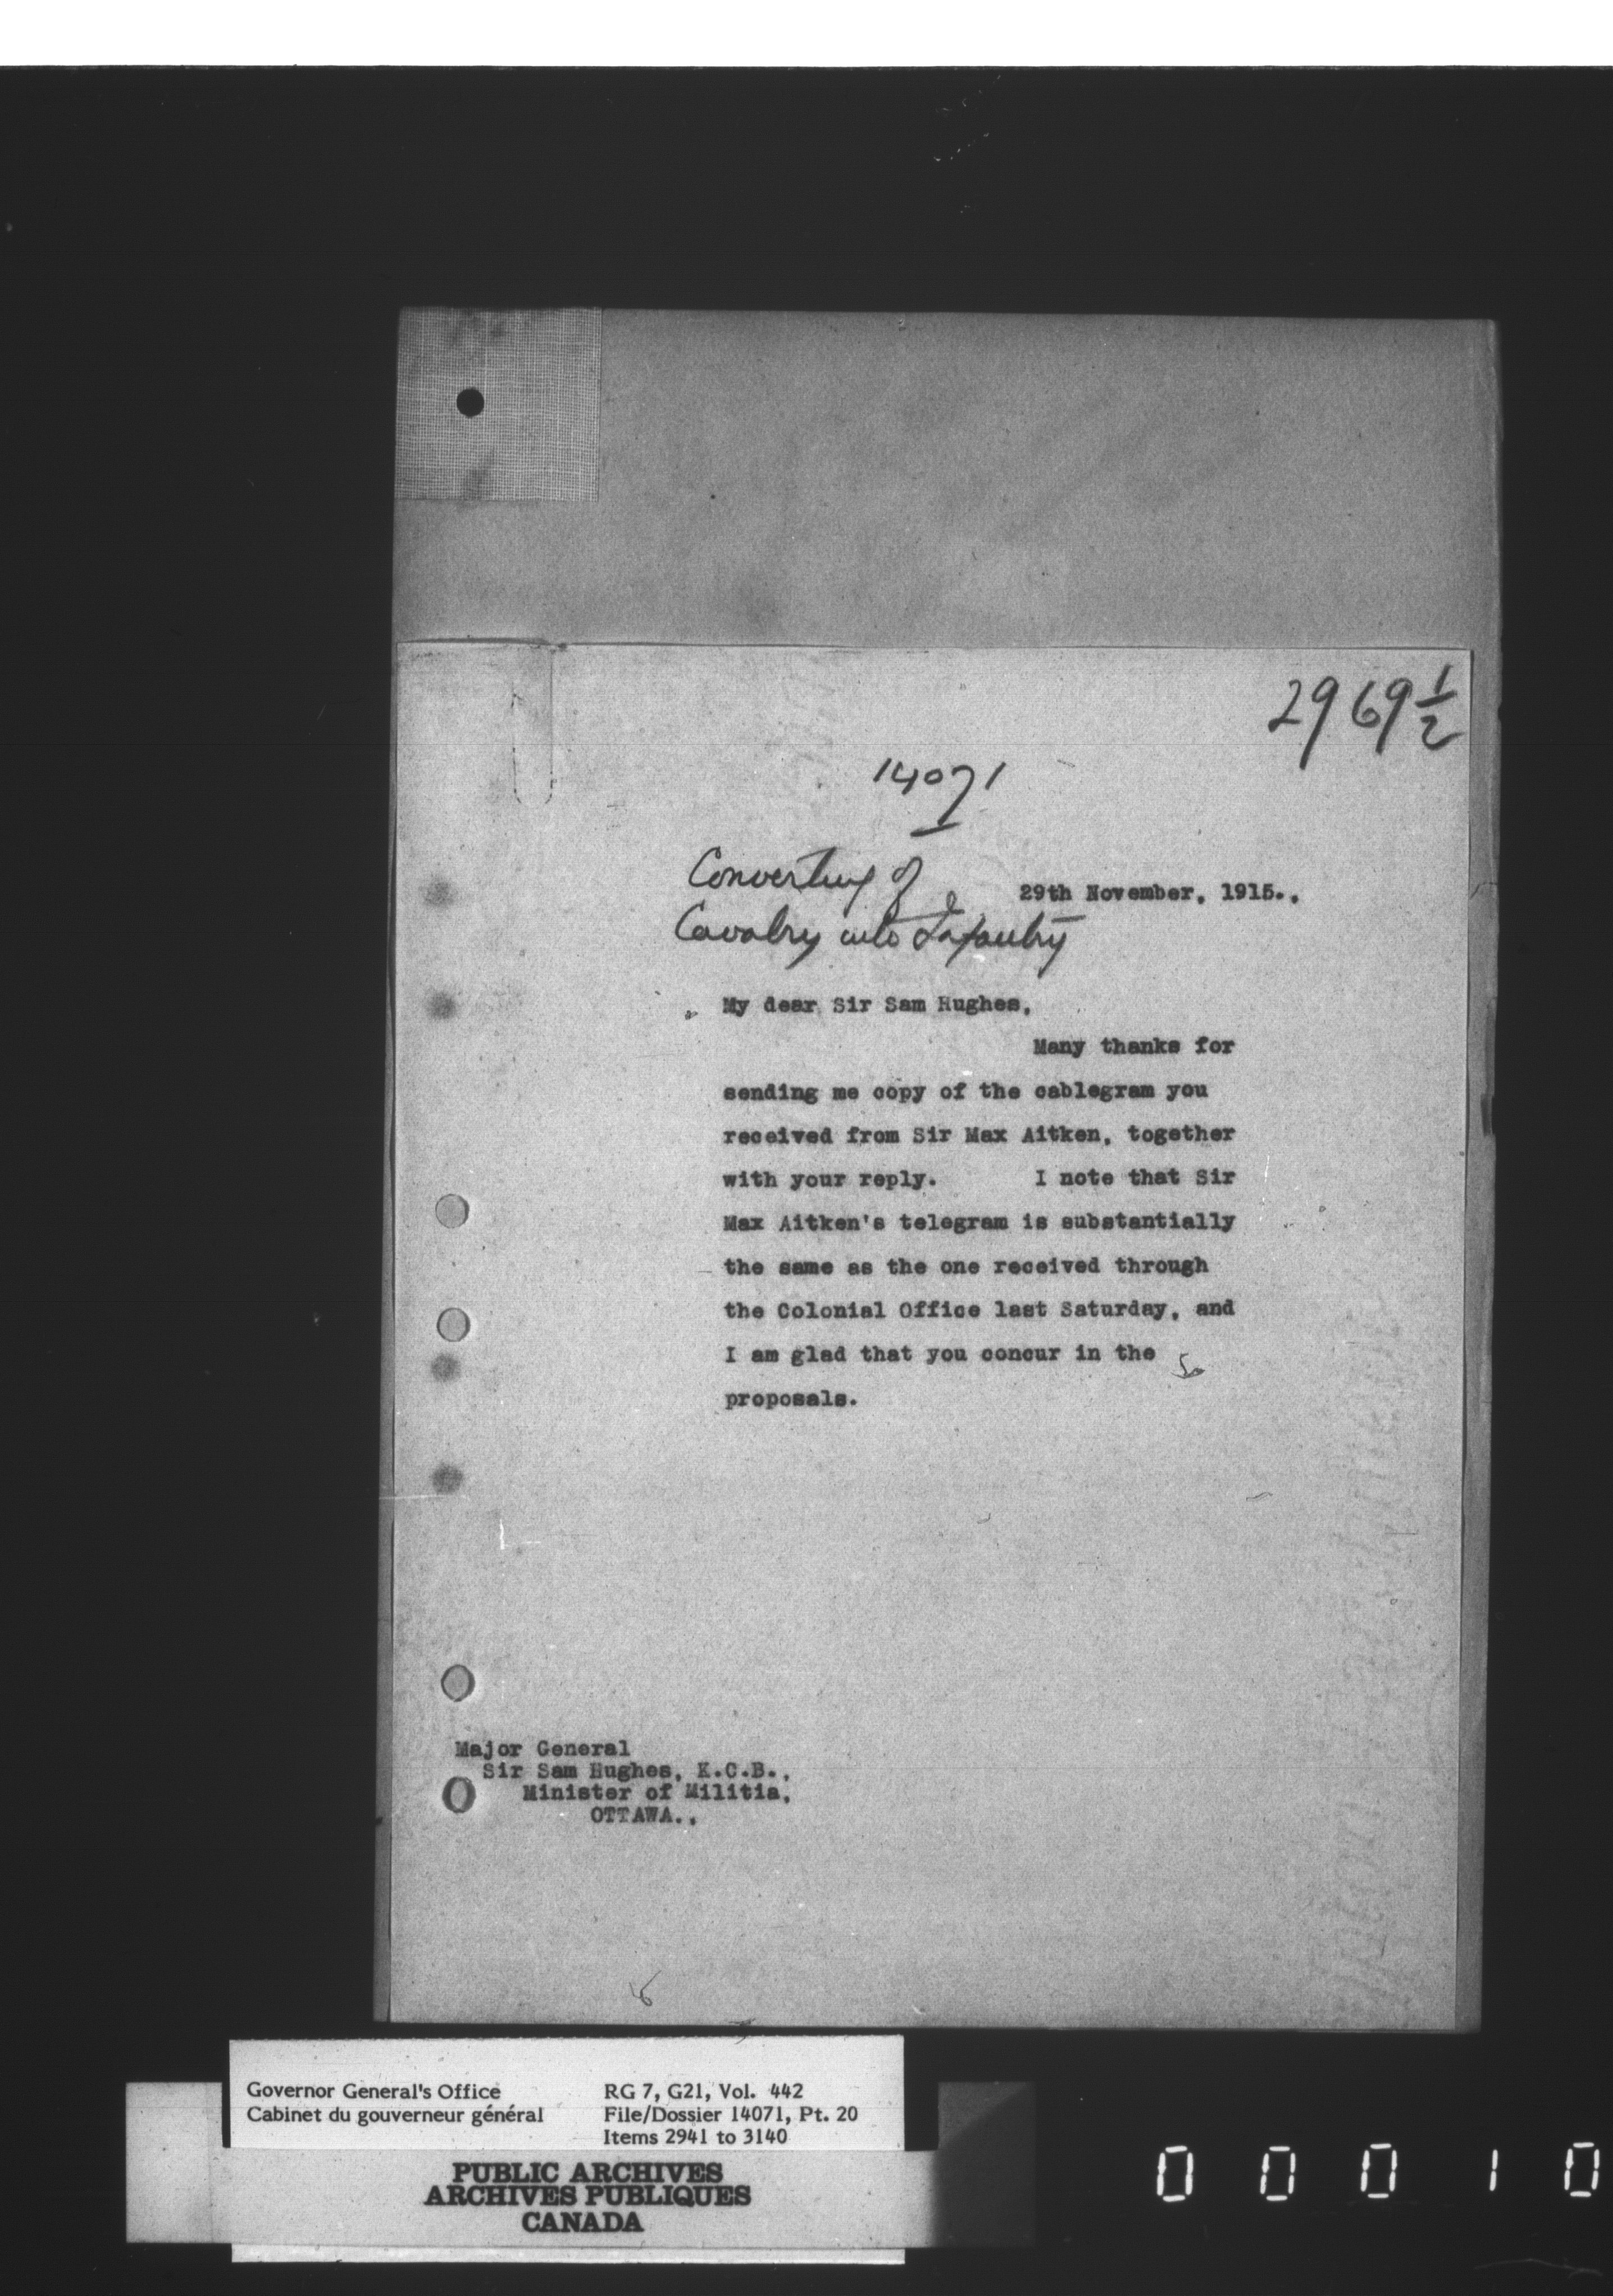 2969 1/2
14071
Converting of
29th November, 1915.,
Cavalry into Infantry
My dear Sir Sam Hughes,
Many thanks for
sending me copy of the cablegram you
received from Sir Max Aitken, together
with your reply. I note that Sir
Max Aitken's telegram is substantially
the same as the one received through
the Colonial Office last Saturday, and
I am glad that you concur in the
proposals.
Major General
Sir Sam Hughes, K.C.B.,
Minister of Militia,
OTTAWA.,
Governor General's Office
Cabinet du gouverneur général
RG 7, G21, Vol. 442
File/Dossier 14071, Pt. 20
Items 2941 to 3140
PUBLIC ARCHIVES
ARCHIVES PUBLIQUES
CANADA
0 0 0 1 0